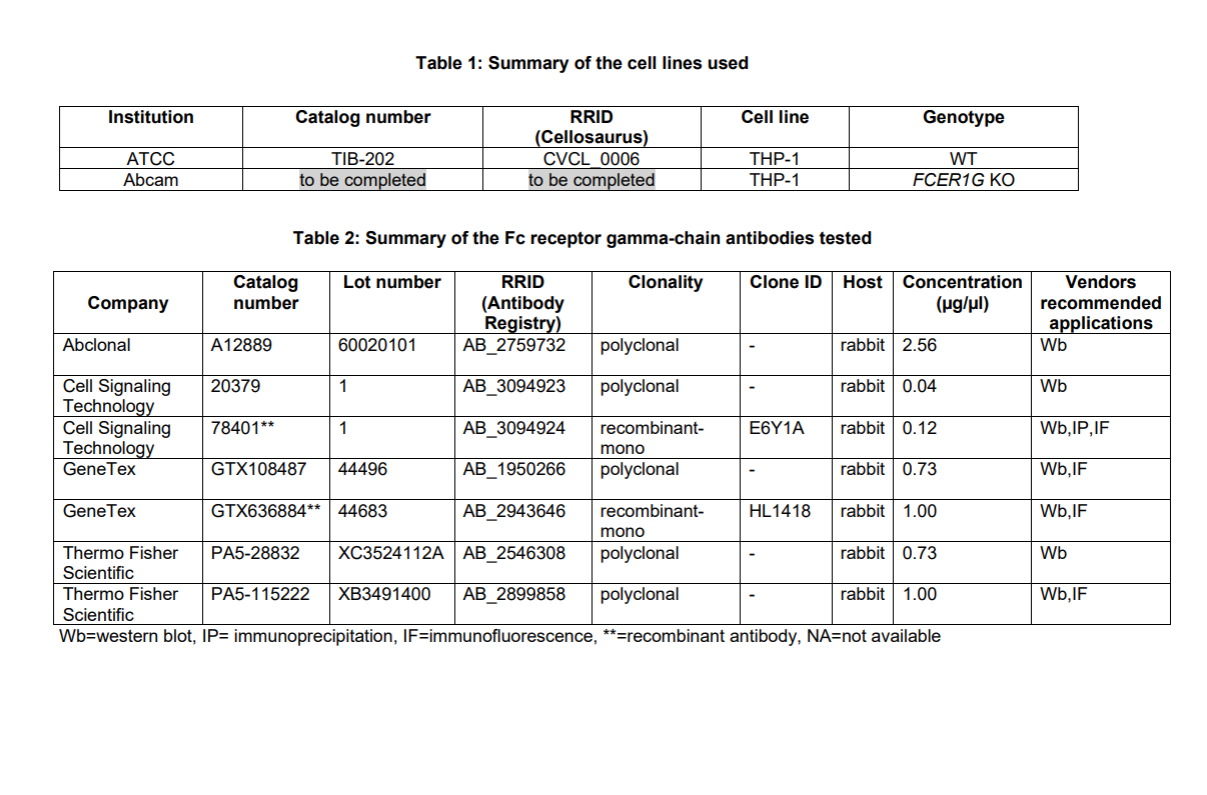 Table 1: Summary of the cell lines used
Institution Catalog number RRID (Cellosaurus) Cell line Genotype
ATCC TIB-202 CVCL_0006 THP-1 WT
Abcam to be completed to be completed THP-1 FCER1G KO
Table 2: Summary of the Fc receptor gamma-chain antibodies tested
Company Catalog number Lot number RRID (Antibody Registry) Clonality Clone ID Host Concentration (µg/µl) Vendors recommended applications
Abclonal A12889 60020101 AB_2759732 polyclonal - rabbit 2.56 Wb
Cell Signaling Technology 20379 1 AB_3094923 polyclonal - rabbit 0.04 Wb
Cell Signaling Technology 78401** 1 AB_3094924 recombinant-mono E6Y1A rabbit 0.12 Wb,IP,IF
GeneTex GTX108487 44496 AB_1950266 polyclonal - rabbit 0.73 Wb,IF
GeneTex GTX636884** 44683 AB_2943646 recombinant-mono HL1418 rabbit 1.00 Wb,IF
Thermo Fisher Scientific PA5-28832 XC3524112A AB_2546308 polyclonal - rabbit 0.73 Wb
Thermo Fisher Scientific PA5-115222 XB3491400 AB_2899858 polyclonal - rabbit 1.00 Wb,IF
Wb=western blot, IP= immunoprecipitation, IF=immunofluorescence, **=recombinant antibody, NA=not available